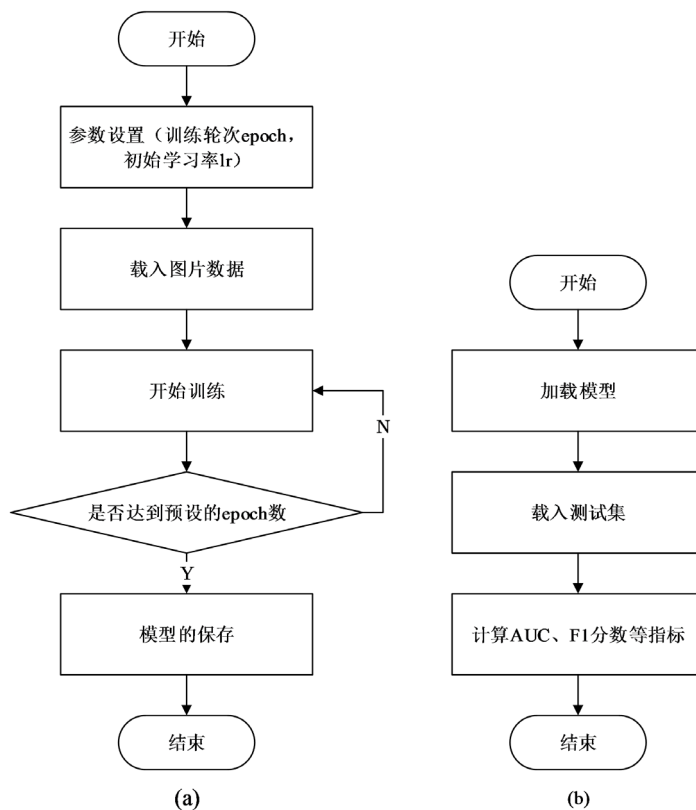 开始
参数设置（训练轮次epoch，
初始学习率lr）
载入图片数据
开始训练
N
是否达到预设的epoch数
Y
模型的保存
结束
(a)
开始
加载模型
载入测试集
计算AUC、F1分数等指标
结束
(b)